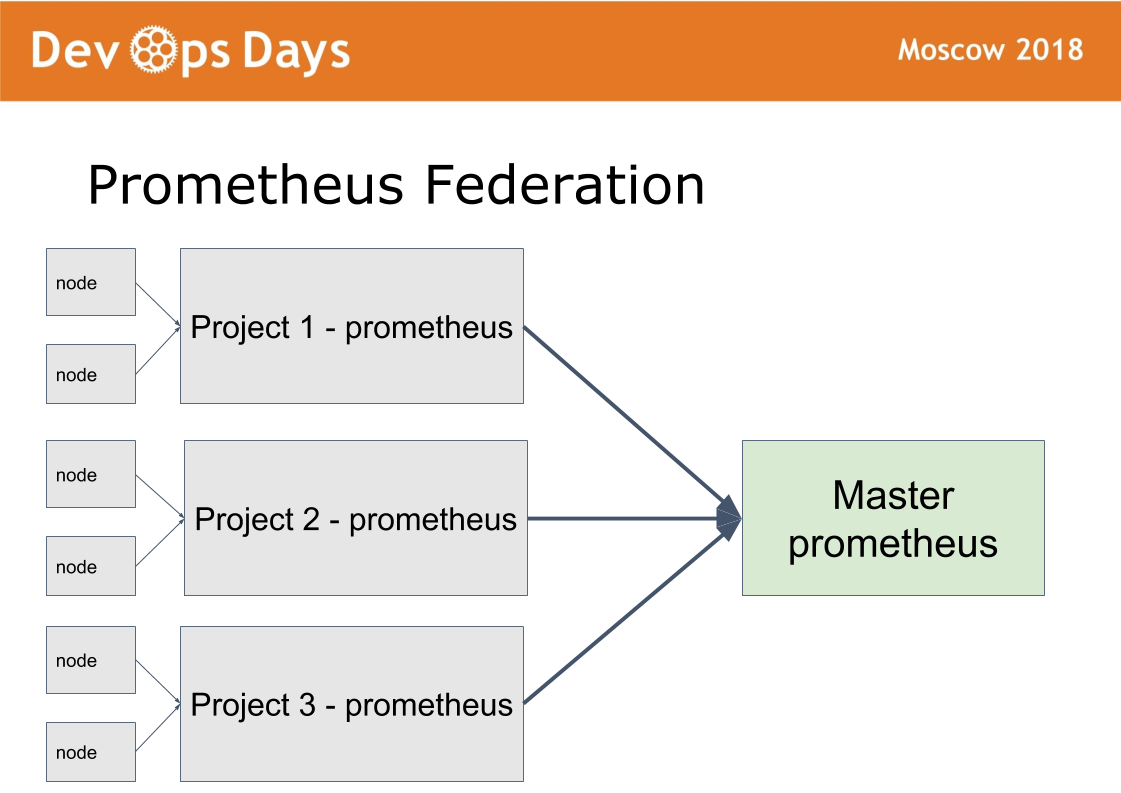 DevOps Days
Moscow 2018
Prometheus Federation
node
node
Project 1 - prometheus
node
node
Project 2 - prometheus
node
node
Project 3 - prometheus
Master
prometheus